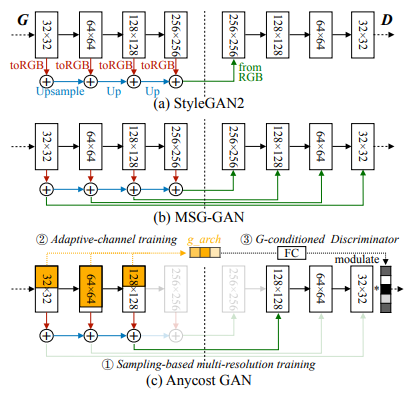 G
D
32×32
64×64
128×128
256×256
256×256
128×128
64×64
32×32
toRGB
toRGB
toRGB
toRGB
from
RGB
Upsample
Up
Up
(a) StyleGAN2
32×32
64×64
128×128
256×256
256×256
128×128
64×64
32×32
(b) MSG-GAN
② Adaptive-channel training
g_arch
③ G-conditioned Discriminator
FC
modulate
32×32
64×64
128×128
256×256
256×256
128×128
64×64
32×32
*
① Sampling-based multi-resolution training
(c) Anycost GAN